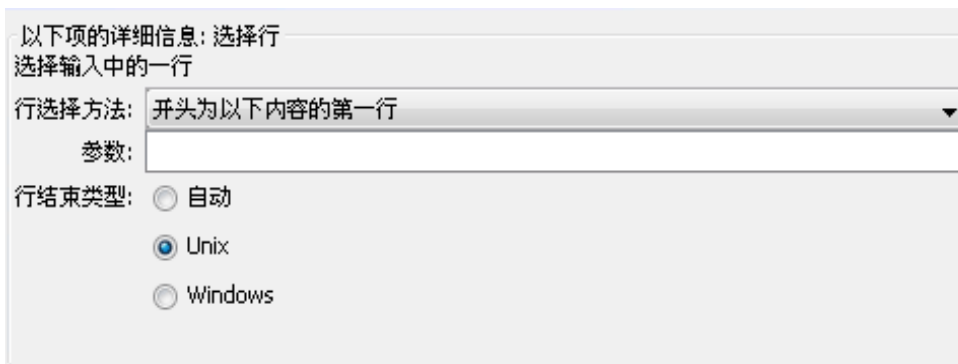 以下项的详细信息: 选择行
选择输入中的一行
行选择方法: 开头为以下内容的第一行
参数:
行结束类型: 自动
Unix
Windows